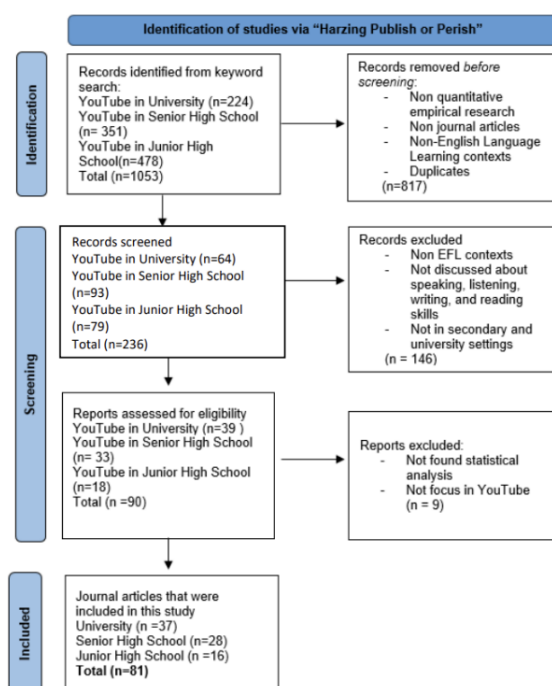 Identification of studies via “Harzing Publish or Perish”
Identification
Records identified from keyword
search:
YouTube in University (n=224)
YouTube in Senior High School
(n= 351)
YouTube in Junior High
School(n=478)
Total (n=1053)
Records removed before
screening:
- Non quantitative
empirical research
- Non journal articles
- Non-English Language
Learning contexts
- Duplicates
(n=817)
Screening
Records screened
YouTube in University (n=64)
YouTube in Senior High School
(n=93)
YouTube in Junior High School
(n=79)
Total (n=236)
Records excluded
- Non EFL contexts
- Not discussed about
speaking, listening,
writing, and reading
skills
- Not in secondary and
university settings
(n = 146)
Reports assessed for eligibility
YouTube in University (n=39 )
YouTube in Senior High School
(n= 33)
YouTube in Junior High School
(n=18)
Total (n =90)
Reports excluded:
- Not found statistical
analysis
- Not focus in YouTube
(n = 9)
Included
Journal articles that were
included in this study
University (n =37)
Senior High School (n=28)
Junior High School (n =16)
Total (n=81)